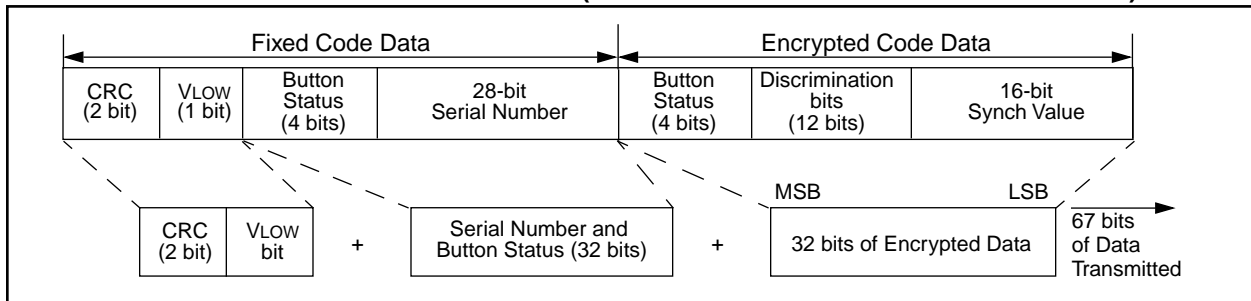 Fixed Code Data Encrypted Code Data
CRC
(2 bit)
VLOW
(1 bit)
Button
Status
(4 bits)
28-bit
Serial Number
Button
Status
(4 bits)
Discrimination
bits
(12 bits)
16-bit
Synch Value
MSB LSB
CRC
(2 bit)
VLOW
bit
+
Serial Number and
Button Status (32 bits)
+
32 bits of Encrypted Data
67 bits
of Data
Transmitted